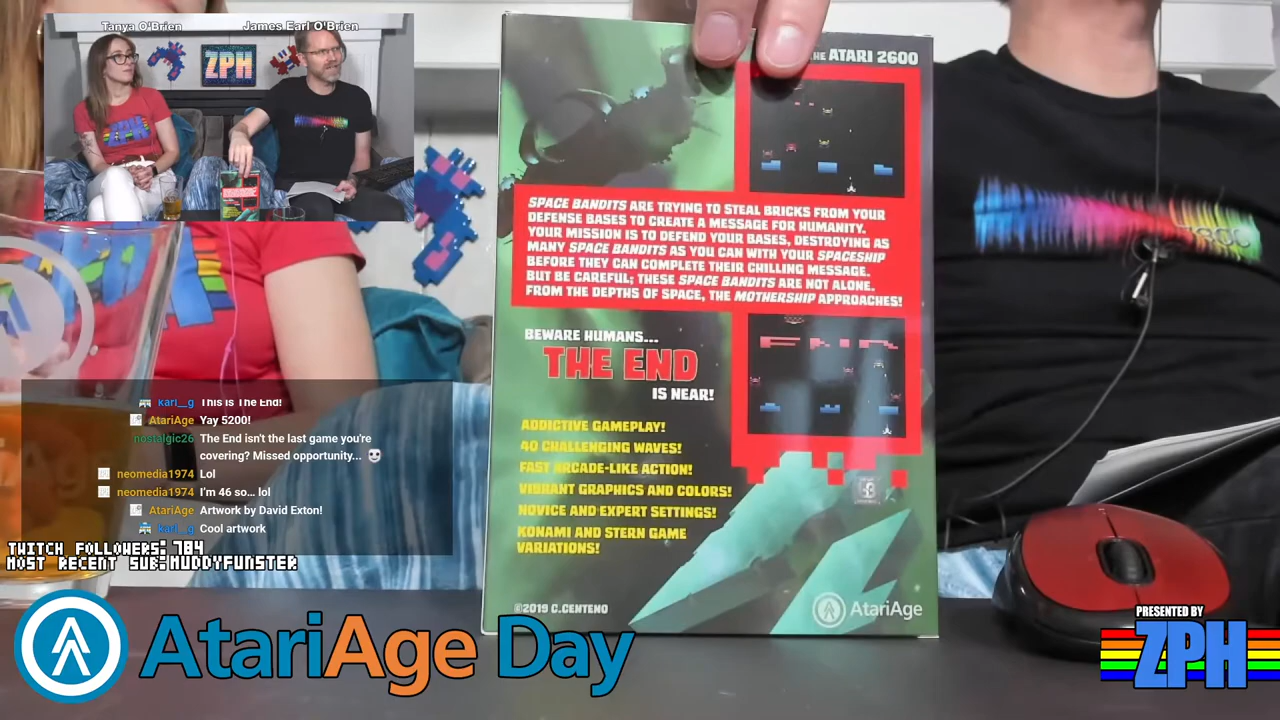 Tanya O'Brien
James Earl O'Brien
ZPH
ZPH
THE ATARI 2600
SPACE BANDITS ARE TRYING TO STEAL BRICKS FROM YOUR
DEFENSE BASES TO CREATE A MESSAGE FOR HUMANITY.
YOUR MISSION IS TO DEFEND YOUR BASES, DESTROYING AS
MANY SPACE BANDITS AS YOU CAN WITH YOUR SPACESHIP
BEFORE THEY CAN COMPLETE THEIR CHILLING MESSAGE.
BUT BE CAREFUL; THESE SPACE BANDITS ARE NOT ALONE.
FROM THE DEPTHS OF SPACE, THE MOTHERSHIP APPROACHES!
BEWARE HUMANS...
THE END
IS NEAR!
ADDICTIVE GAMEPLAY!
40 CHALLENGING WAVES!
FAST ARCADE-LIKE ACTION!
VIBRANT GRAPHICS AND COLORS!
NOVICE AND EXPERT SETTINGS!
KONAMI AND STERN GAME
VARIATIONS!
©2019 C.CENTENO
AtariAge
kari__g This is The End!
AtariAge Yay 5200!
nostalgic26 The End isn't the last game you're
covering? Missed opportunity...
neomedia1974 Lol
neomedia1974 I'm 46 so... lol
AtariAge Artwork by David Exton!
kari__g Cool artwork
TWITCH FOLLOWERS: 784
MOST RECENT SUB: MUDDYFUNSTER
AtariAge Day
PRESENTED BY
ZPH